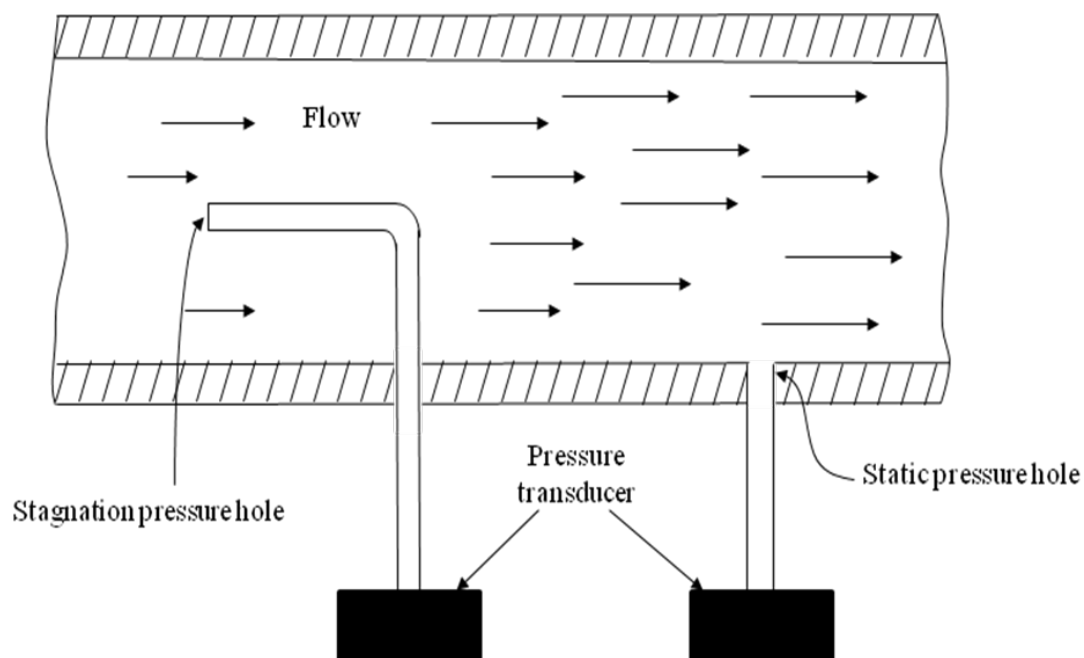 Flow
Pressure
transducer
Static pressure hole
Stagnation pressure hole